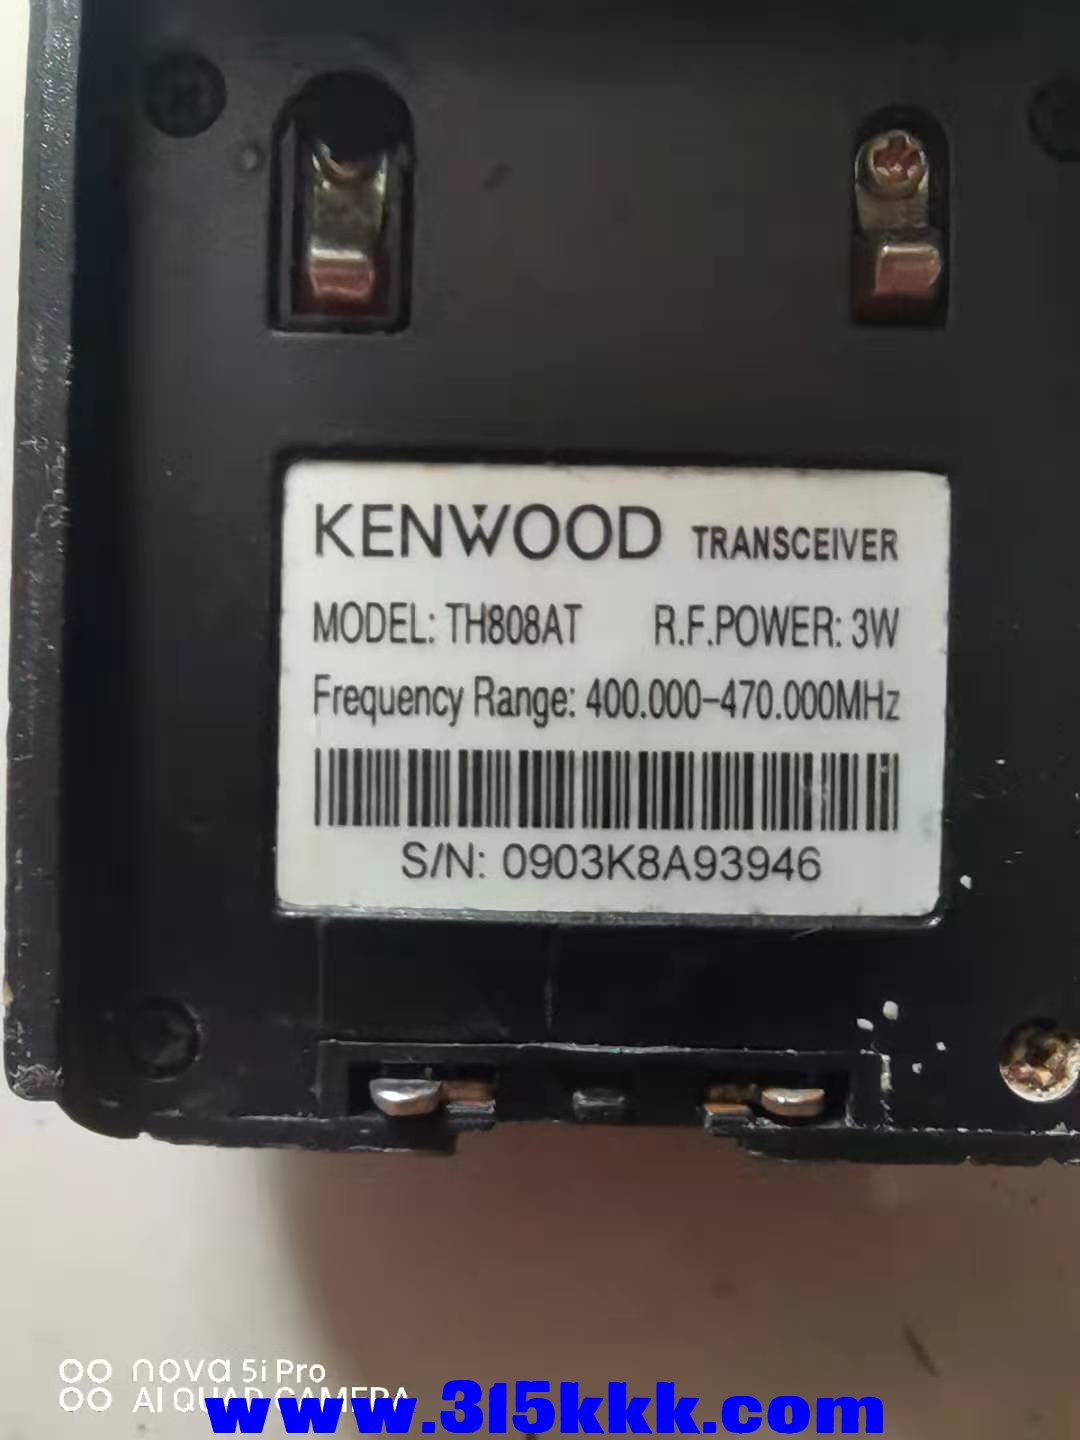 KENWOOD TRANSCEIVER
MODEL: TH808AT R.F.POWER: 3W
Frequency Range: 400.000-470.000MHz
S/N: 0903K8A93946
nova 5i Pro
AI QUAD CAMERA
www.315kkk.com